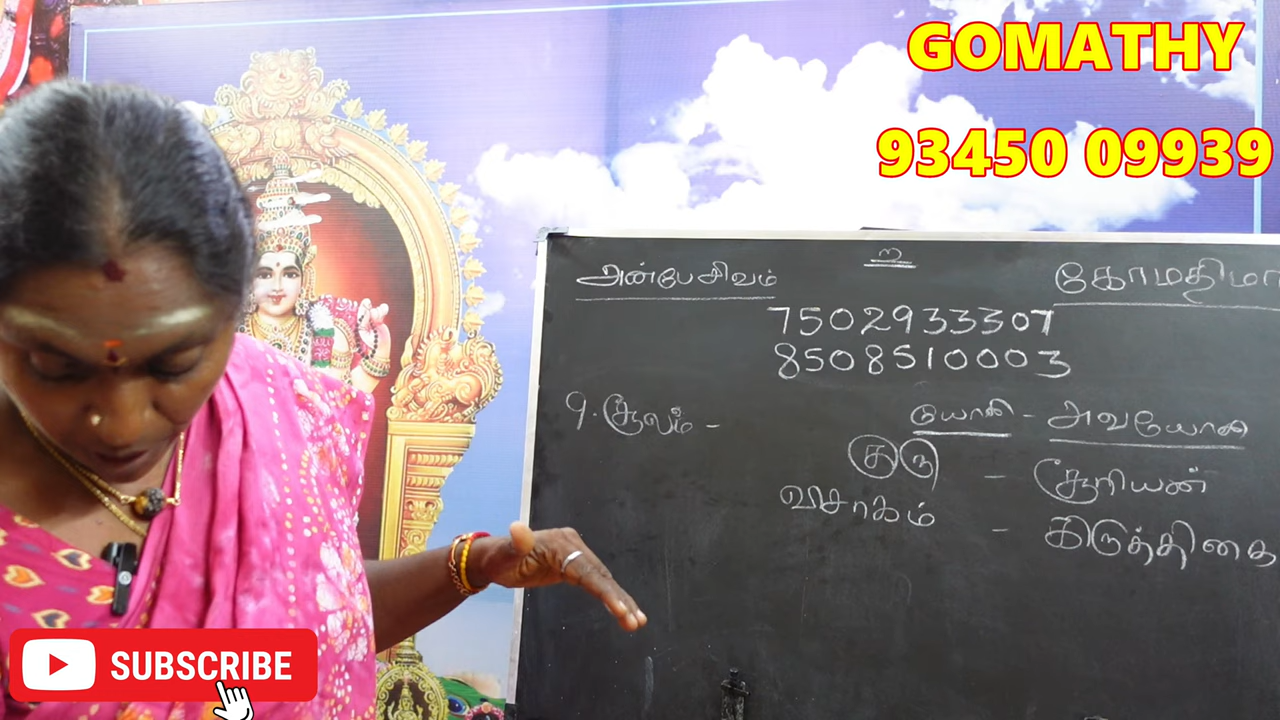 GOMATHY
93450 09939
உ
அன்பே சிவம்
கோமதிமா
7502933307
8508510003
9. சூலம் - யோகி - அவயோகி
குரு - சூரியன்
விசாகம் - கிருத்திகை
SUBSCRIBE